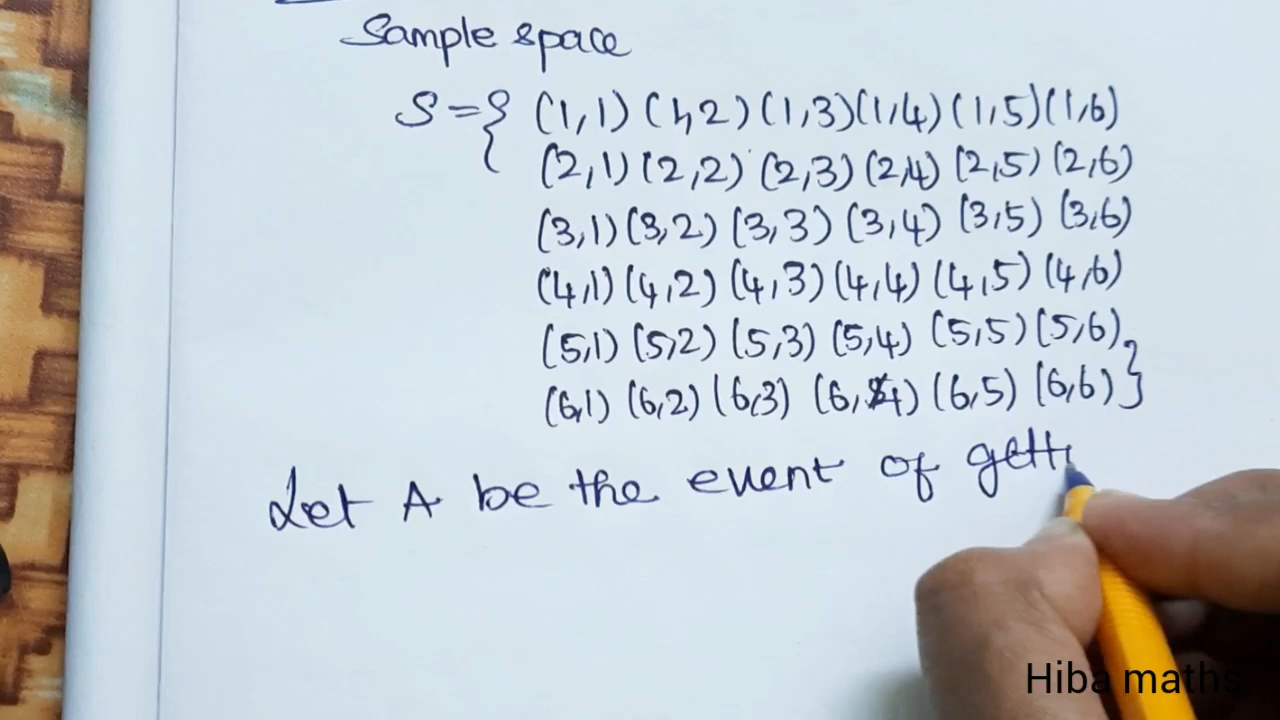 Sample space
S = { (1,1) (1,2) (1,3) (1,4) (1,5) (1,6)
(2,1) (2,2) (2,3) (2,4) (2,5) (2,6)
(3,1) (3,2) (3,3) (3,4) (3,5) (3,6)
(4,1) (4,2) (4,3) (4,4) (4,5) (4,6)
(5,1) (5,2) (5,3) (5,4) (5,5) (5,6)
(6,1) (6,2) (6,3) (6,4) (6,5) (6,6) }
Let A be the event of getti
Hiba maths